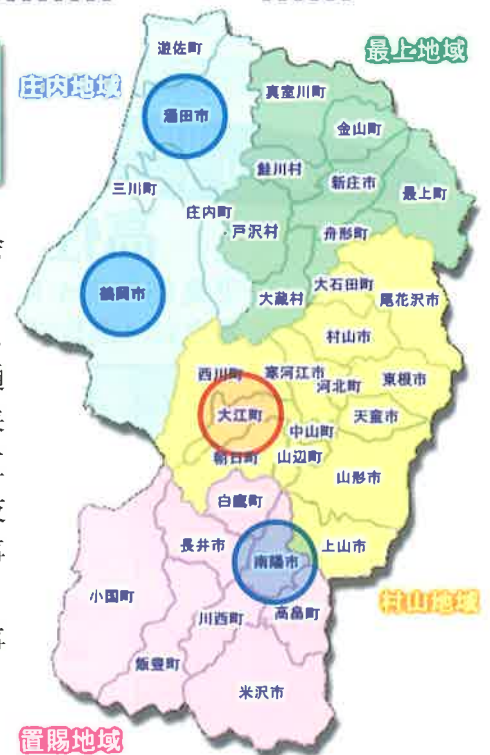 遊佐町
最上地域
庄内地域
真室川町
酒田市
金山町
鮭川村
新庄市
最上町
三川町
庄内町
戸沢村
舟形町
大石田町
鶴岡市
大蔵村
尾花沢市
村山市
西川町
寒河江市
河北町
東根市
大江町
天童市
中山町
朝日町
山辺町
山形市
白鷹町
長井市
南陽市
上山市
小国町
川西町
高畠町
村山地域
飯豊町
米沢市
置賜地域